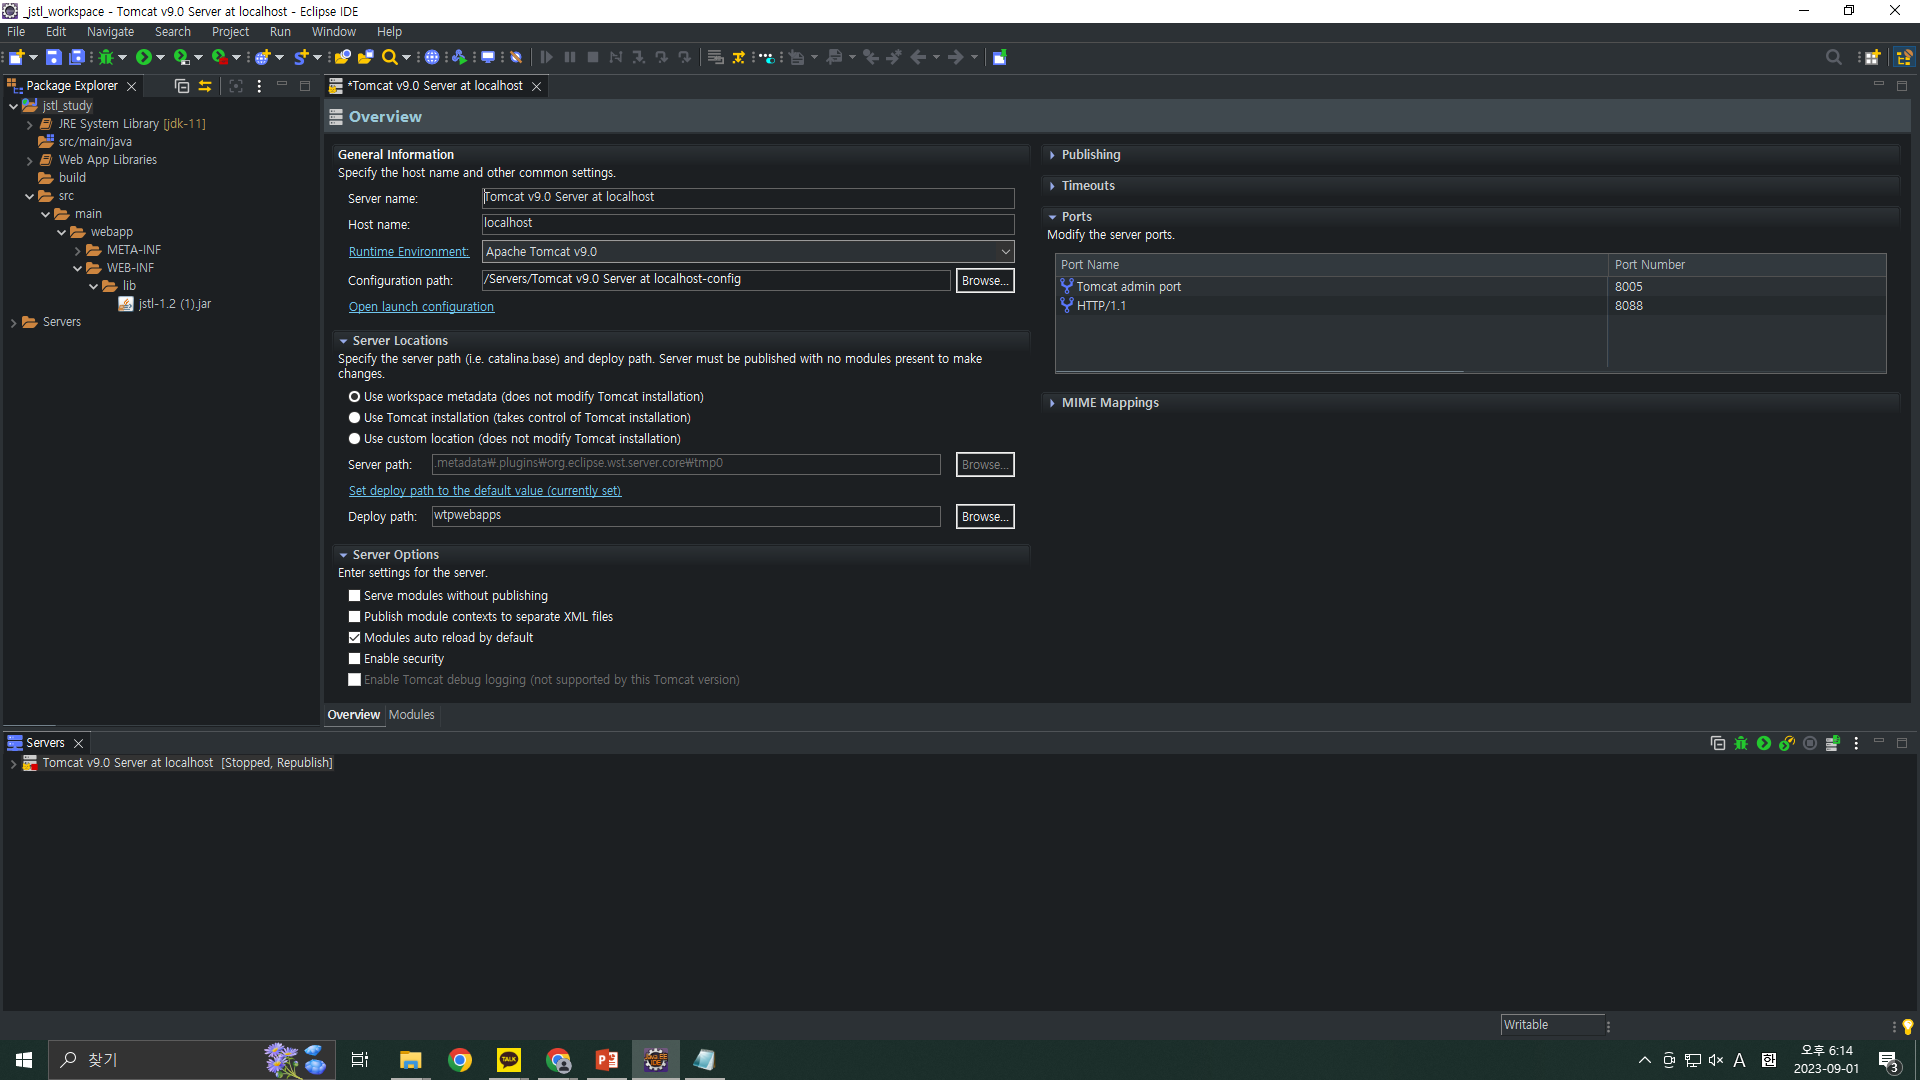 _jstl_workspace - Tomcat v9.0 Server at localhost - Eclipse IDE
File Edit Navigate Search Project Run Window Help
Package Explorer
jstl_study
JRE System Library [jdk-11]
src/main/java
Web App Libraries
build
src
main
webapp
META-INF
WEB-INF
lib
jstl-1.2 (1).jar
Servers
*Tomcat v9.0 Server at localhost
Overview
General Information
Specify the host name and other common settings.
Server name: Tomcat v9.0 Server at localhost
Host name: localhost
Runtime Environment: Apache Tomcat v9.0
Configuration path: /Servers/Tomcat v9.0 Server at localhost-config Browse...
Open launch configuration
Server Locations
Specify the server path (i.e. catalina.base) and deploy path. Server must be published with no modules present to make
changes.
Use workspace metadata (does not modify Tomcat installation)
Use Tomcat installation (takes control of Tomcat installation)
Use custom location (does not modify Tomcat installation)
Server path: .metadata₩.plugins₩org.eclipse.wst.server.core₩tmp0 Browse...
Set deploy path to the default value (currently set)
Deploy path: wtpwebapps Browse...
Server Options
Enter settings for the server.
Serve modules without publishing
Publish module contexts to separate XML files
Modules auto reload by default
Enable security
Enable Tomcat debug logging (not supported by this Tomcat version)
Publishing
Timeouts
Ports
Modify the server ports.
Port Name Port Number
Tomcat admin port 8005
HTTP/1.1 8088
MIME Mappings
Overview Modules
Servers
Tomcat v9.0 Server at localhost [Stopped, Republish]
Writable
찾기
TALK
A
오후 6:14
2023-09-01
3